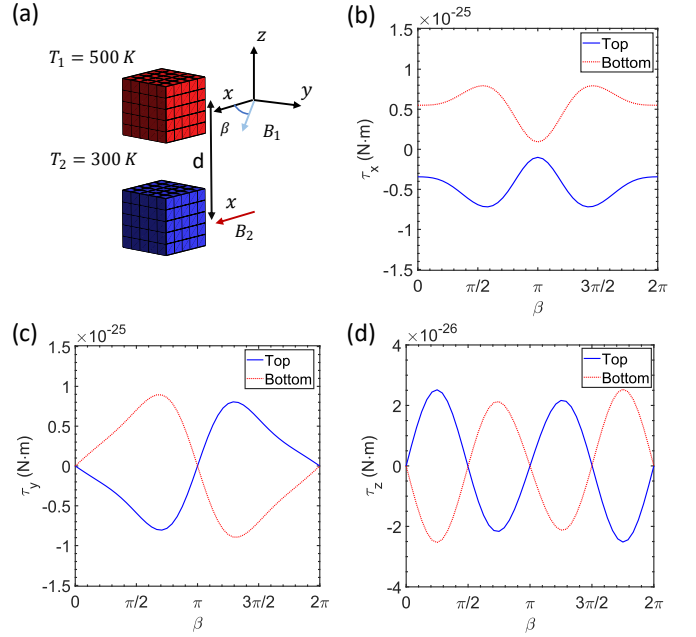 (a)
T₁ = 500 K
z
x
y
β
B₁
T₂ = 300 K
d
x
B₂
(b)
×10⁻²⁵
1.5
1
0.5
0
-0.5
-1
-1.5
τₓ (N·m)
Top
Bottom
0
π/2
π
3π/2
2π
β
(c)
×10⁻²⁵
1.5
1
0.5
0
-0.5
-1
-1.5
τ_y (N·m)
Top
Bottom
0
π/2
π
3π/2
2π
β
(d)
×10⁻²⁶
4
2
0
-2
-4
τ_z (N·m)
Top
Bottom
0
π/2
π
3π/2
2π
β